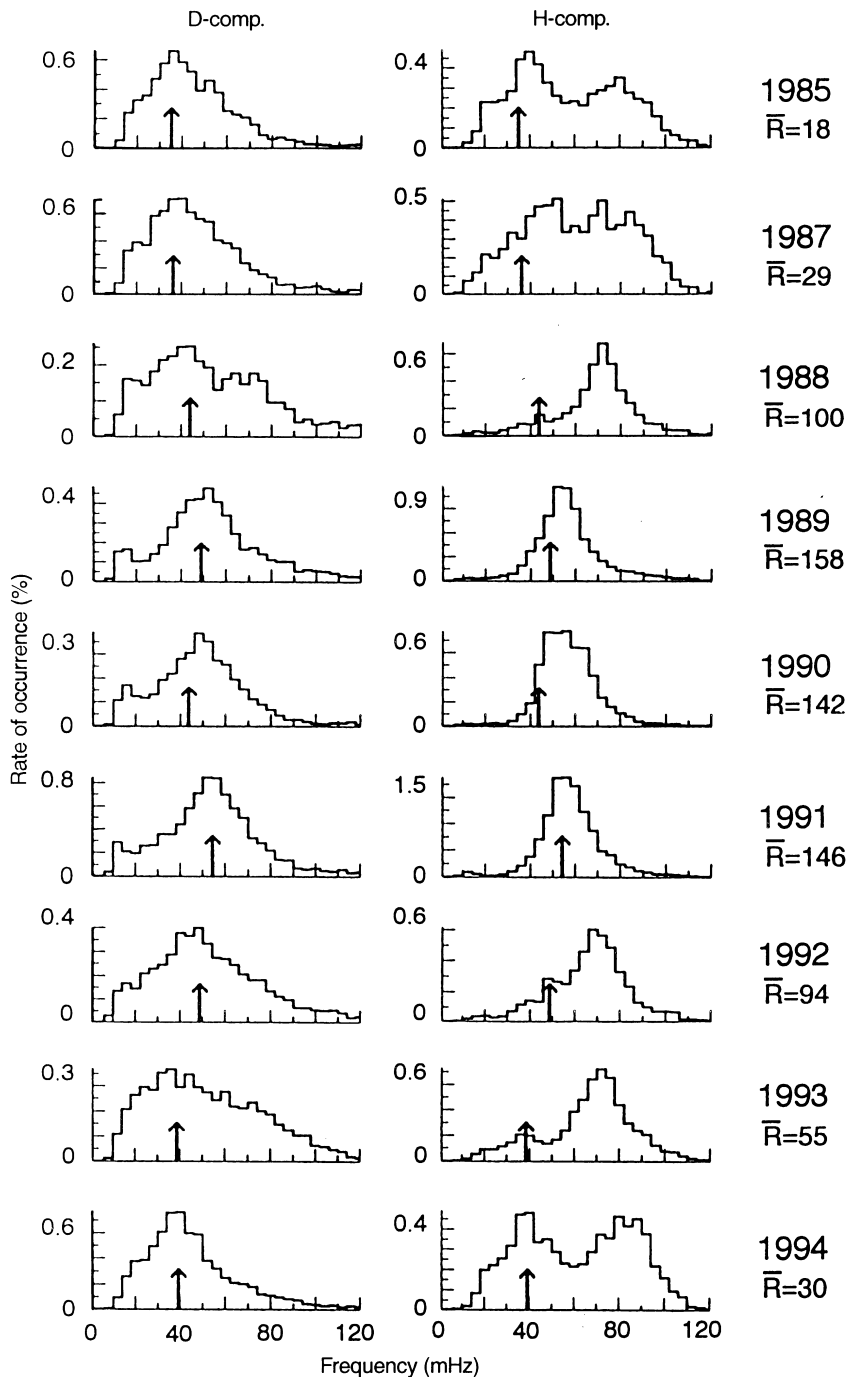 D-comp. H-comp.
0.6 0.4 1985
R̅=18
0 0
0.6 0.5 1987
R̅=29
0 0
0.2 0.6 1988
R̅=100
0 0
0.4 0.9 1989
R̅=158
0 0
Rate of occurrence (%)
0.3 0.6 1990
R̅=142
0 0
0.8 1.5 1991
R̅=146
0 0
0.4 0.6 1992
R̅=94
0 0
0.3 0.6 1993
R̅=55
0 0
0.6 0.4 1994
R̅=30
0 0
0 40 80 120 0 40 80 120
Frequency (mHz)